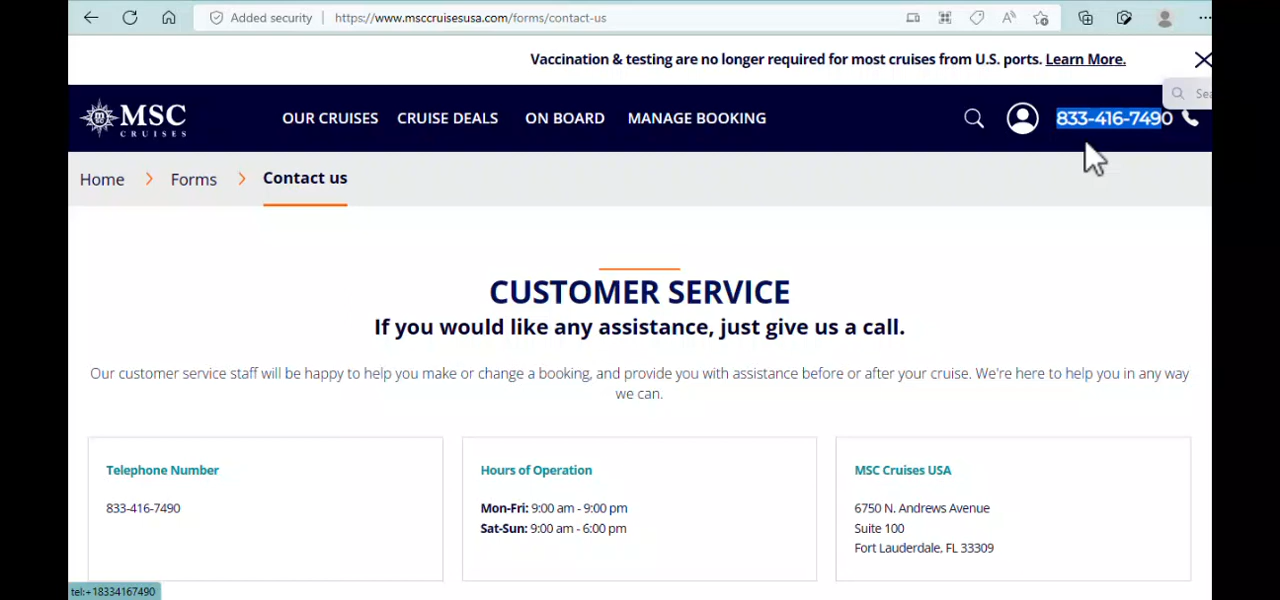 Added security
https://www.msccruisesusa.com/forms/contact-us
Vaccination & testing are no longer required for most cruises from U.S. ports. Learn More.
MSC
CRUISES
OUR CRUISES
CRUISE DEALS
ON BOARD
MANAGE BOOKING
833-416-7490
Home
Forms
Contact us
CUSTOMER SERVICE
If you would like any assistance, just give us a call.
Our customer service staff will be happy to help you make or change a booking, and provide you with assistance before or after your cruise. We're here to help you in any way
we can.
Telephone Number
833-416-7490
Hours of Operation
Mon-Fri: 9:00 am - 9:00 pm
Sat-Sun: 9:00 am - 6:00 pm
MSC Cruises USA
6750 N. Andrews Avenue
Suite 100
Fort Lauderdale, FL 33309
tel:+18334167490